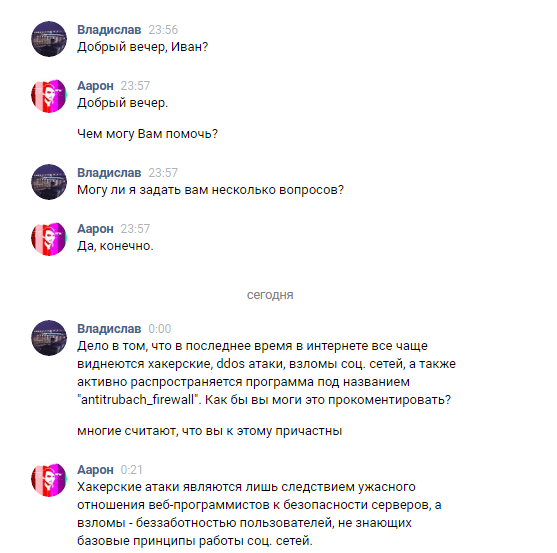 Владислав 23:56
Добрый вечер, Иван?
Аарон 23:57
Добрый вечер.
Чем могу Вам помочь?
Владислав 23:57
Могу ли я задать вам несколько вопросов?
Аарон 23:57
Да, конечно.
сегодня
Владислав 0:00
Дело в том, что в последнее время в интернете все чаще
виднеются хакерские, ddos атаки, взломы соц. сетей, а также
активно распространяется программа под названием
"antitrubach_firewall". Как бы вы моги это прокоментировать?
многие считают, что вы к этому причастны
Аарон 0:21
Хакерские атаки являются лишь следствием ужасного
отношения веб-программистов к безопасности серверов, а
взломы - беззаботностью пользователей, не знающих
базовые принципы работы соц. сетей.